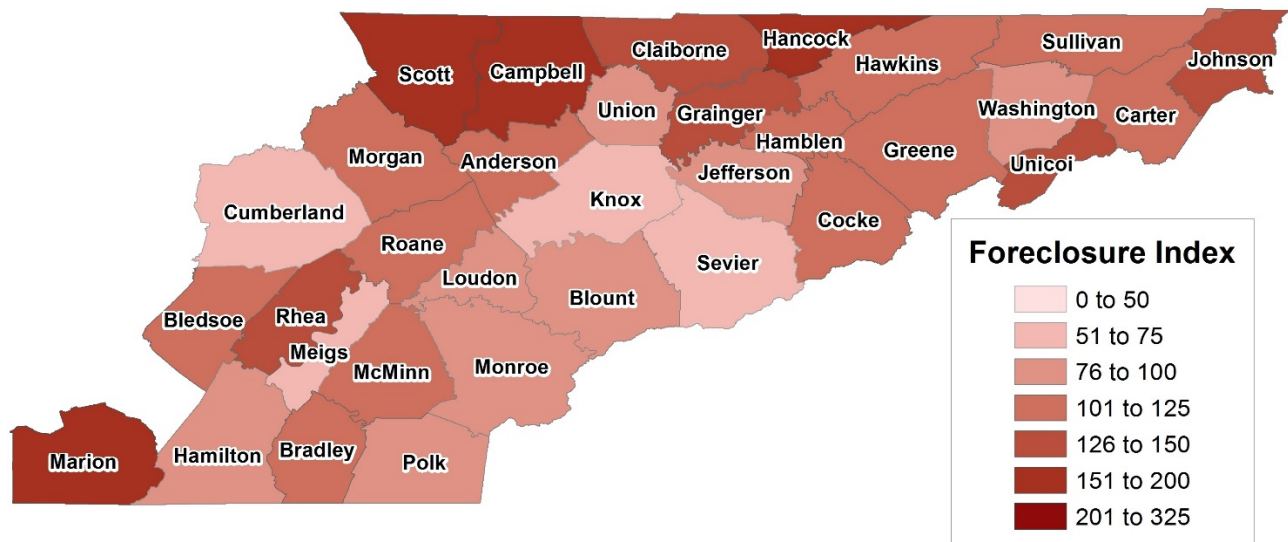 Scott
Campbell
Claiborne
Hancock
Hawkins
Sullivan
Johnson
Union
Grainger
Hamblen
Greene
Washington
Carter
Unicoi
Morgan
Anderson
Jefferson
Knox
Cocke
Cumberland
Roane
Loudon
Blount
Sevier
Bledsoe
Rhea
Meigs
McMinn
Monroe
Marion
Hamilton
Bradley
Polk
Foreclosure Index
0 to 50
51 to 75
76 to 100
101 to 125
126 to 150
151 to 200
201 to 325